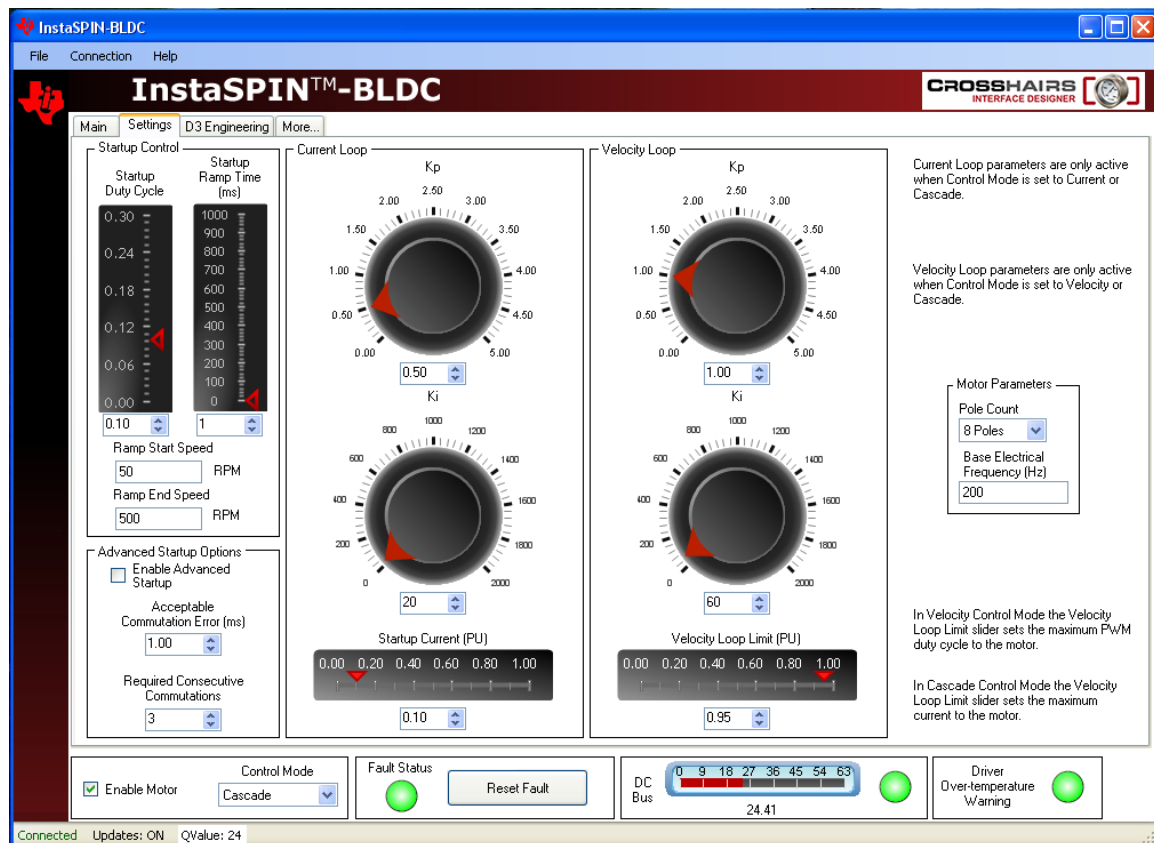 InstaSPIN-BLDC
File Connection Help
InstaSPIN™-BLDC
CROSSHAIRS
INTERFACE DESIGNER
Main Settings D3 Engineering More...
Startup Control
Startup
Duty Cycle
0.30
0.24
0.18
0.12
0.06
0.00
0.10
Startup
Ramp Time
(ms)
1000
900
800
700
600
500
400
300
200
100
0
1
Ramp Start Speed
50 RPM
Ramp End Speed
500 RPM
Advanced Startup Options
Enable Advanced
Startup
Acceptable
Commutation Error (ms)
1.00
Required Consecutive
Commutations
3
Current Loop
Kp
2.50
2.00 3.00
1.50 3.50
1.00 4.00
0.50 4.50
0.00 5.00
0.50
Ki
1000
800 1200
600 1400
400 1600
200 1800
0 2000
20
Startup Current (PU)
0.00 0.20 0.40 0.60 0.80 1.00
0.10
Velocity Loop
Kp
2.50
2.00 3.00
1.50 3.50
1.00 4.00
0.50 4.50
0.00 5.00
1.00
Ki
1000
800 1200
600 1400
400 1600
200 1800
0 2000
60
Velocity Loop Limit (PU)
0.00 0.20 0.40 0.60 0.80 1.00
0.95
Current Loop parameters are only active
when Control Mode is set to Current or
Cascade.
Velocity Loop parameters are only active
when Control Mode is set to Velocity or
Cascade.
Motor Parameters
Pole Count
8 Poles
Base Electrical
Frequency (Hz)
200
In Velocity Control Mode the Velocity
Loop Limit slider sets the maximum PWM
duty cycle to the motor.
In Cascade Control Mode the Velocity
Loop Limit slider sets the maximum
current to the motor.
Enable Motor
Control Mode
Cascade
Fault Status
Reset Fault
DC
Bus
0 9 18 27 36 45 54 63
24.41
Driver
Over-temperature
Warning
Connected Updates: ON QValue: 24